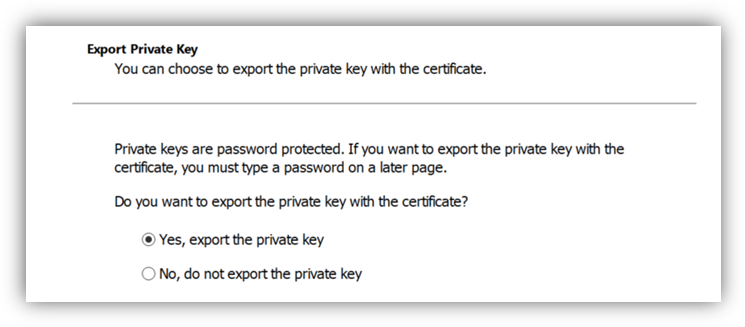 Export Private Key
You can choose to export the private key with the certificate.
Private keys are password protected. If you want to export the private key with the
certificate, you must type a password on a later page.
Do you want to export the private key with the certificate?
Yes, export the private key
No, do not export the private key